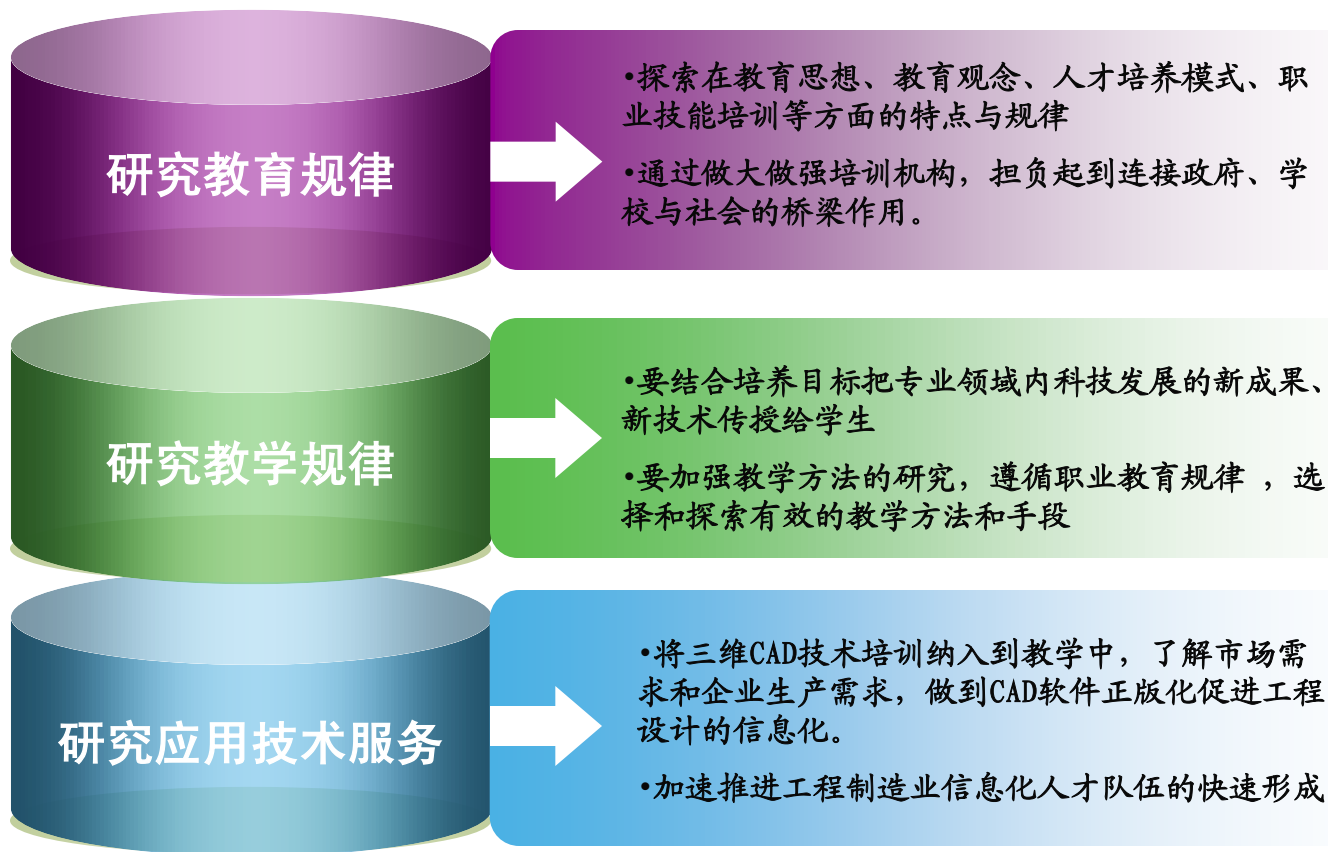 研究教育规律
•探索在教育思想、教育观念、人才培养模式、职
业技能培训等方面的特点与规律
•通过做大做强培训机构，担负起到连接政府、学
校与社会的桥梁作用。
研究教学规律
•要结合培养目标把专业领域内科技发展的新成果、
新技术传授给学生
•要加强教学方法的研究，遵循职业教育规律 ，选
择和探索有效的教学方法和手段
研究应用技术服务
•将三维CAD技术培训纳入到教学中，了解市场需
求和企业生产需求，做到CAD软件正版化促进工程
设计的信息化。
•加速推进工程制造业信息化人才队伍的快速形成